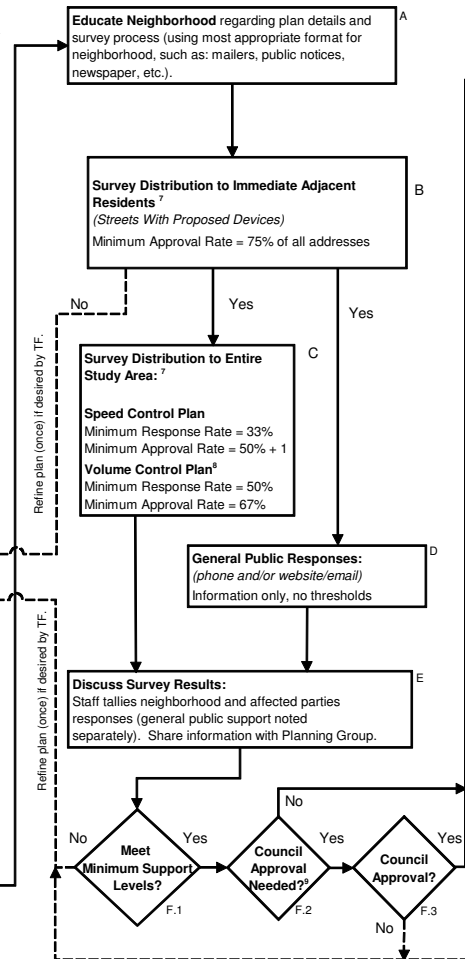 Educate Neighborhood regarding plan details and
survey process (using most appropriate format for
neighborhood, such as: mailers, public notices,
newspaper, etc.).
A
Survey Distribution to Immediate Adjacent
Residents 7
(Streets With Proposed Devices)
Minimum Approval Rate = 75% of all addresses
B
No
Yes
Yes
Refine plan (once) if desired by TF.
Survey Distribution to Entire
Study Area: 7
Speed Control Plan
Minimum Response Rate = 33%
Minimum Approval Rate = 50% + 1
Volume Control Plan8
Minimum Response Rate = 50%
Minimum Approval Rate = 67%
C
General Public Responses:
(phone and/or website/email)
Information only, no thresholds
D
Discuss Survey Results:
Staff tallies neighborhood and affected parties
responses (general public support noted
separately).  Share information with Planning Group.
E
Refine plan (once) if desired by TF.
No
Meet
Minimum Support
Levels?
F.1
Yes
No
Council
Approval
Needed?9
F.2
Yes
Council
Approval?
F.3
Yes
No